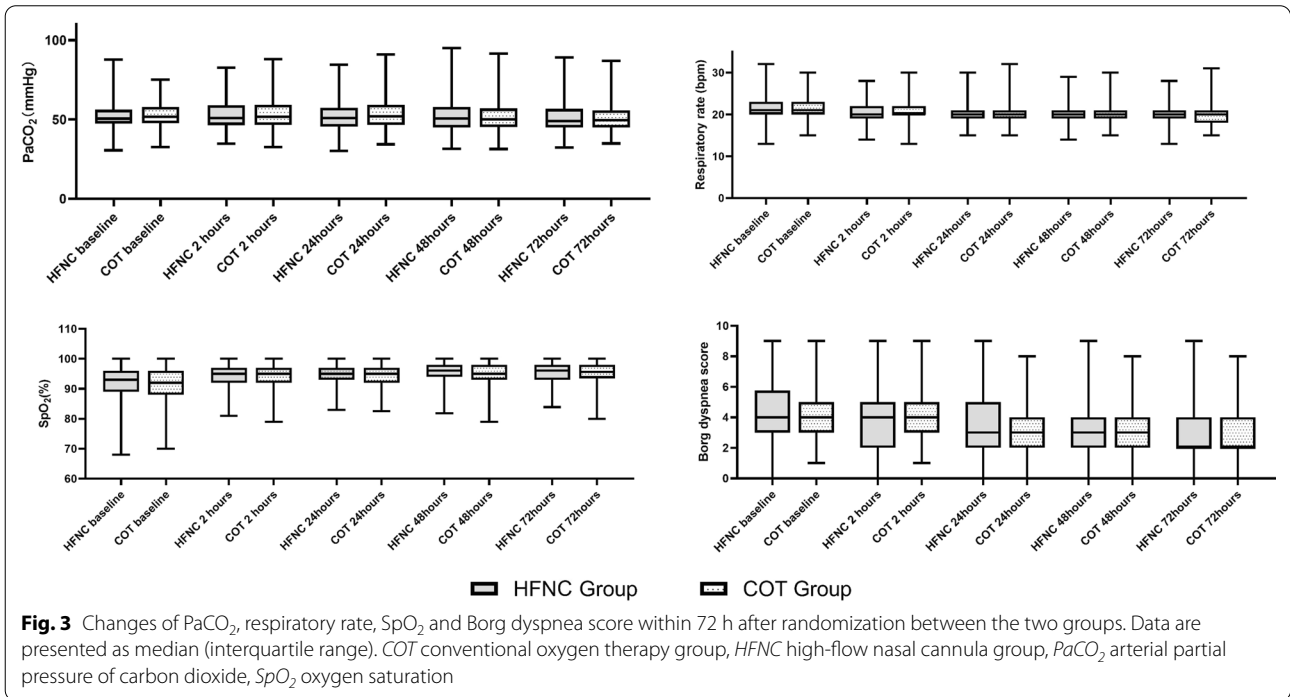 PaCO₂(mmHg)
100
50
0
HFNC baseline
COT baseline
HFNC 2 hours
COT 2 hours
HFNC 24hours
COT 24hours
HFNC 48hours
COT 48hours
HFNC 72hours
COT 72hours
Respiratory rate (bpm)
30
20
10
0
HFNC baseline
COT baseline
HFNC 2 hours
COT 2 hours
HFNC 24hours
COT 24hours
HFNC 48hours
COT 48hours
HFNC 72hours
COT 72hours
SpO₂(%)
110
100
90
80
70
60
HFNC baseline
COT baseline
HFNC 2 hours
COT 2 hours
HFNC 24hours
COT 24hours
HFNC 48hours
COT 48hours
HFNC 72hours
COT 72hours
Borg dyspnea score
10
8
6
4
2
0
HFNC baseline
COT baseline
HFNC 2 hours
COT 2 hours
HFNC 24hours
COT 24hours
HFNC 48hours
COT 48hours
HFNC 72hours
COT 72hours
HFNC Group COT Group
Fig. 3 Changes of PaCO₂, respiratory rate, SpO₂ and Borg dyspnea score within 72 h after randomization between the two groups. Data are
presented as median (interquartile range). COT conventional oxygen therapy group, HFNC high-flow nasal cannula group, PaCO₂ arterial partial
pressure of carbon dioxide, SpO₂ oxygen saturation